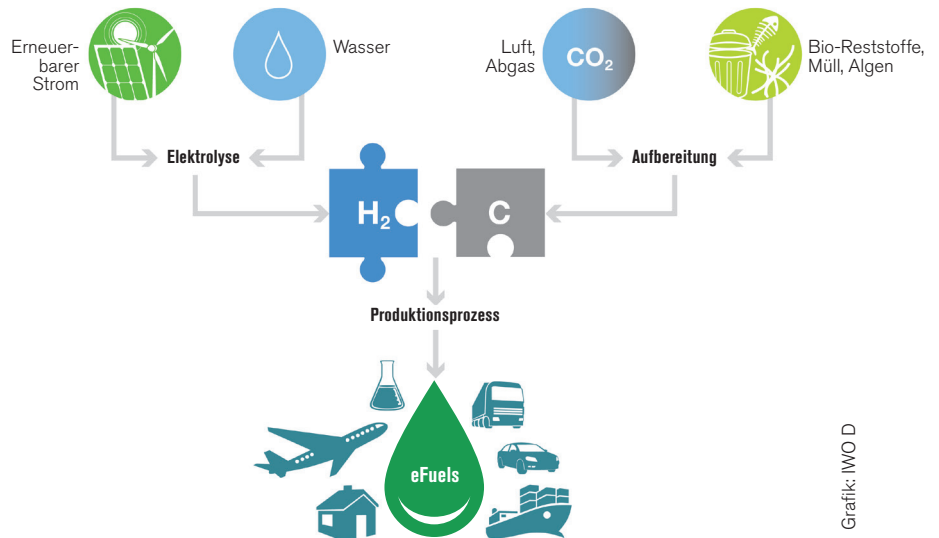 Erneuer-
barer
Strom
Wasser
Luft,
Abgas
CO₂
Bio-Reststoffe,
Müll, Algen
Elektrolyse
Aufbereitung
H₂
C
Produktionsprozess
eFuels
Grafik: IWO D